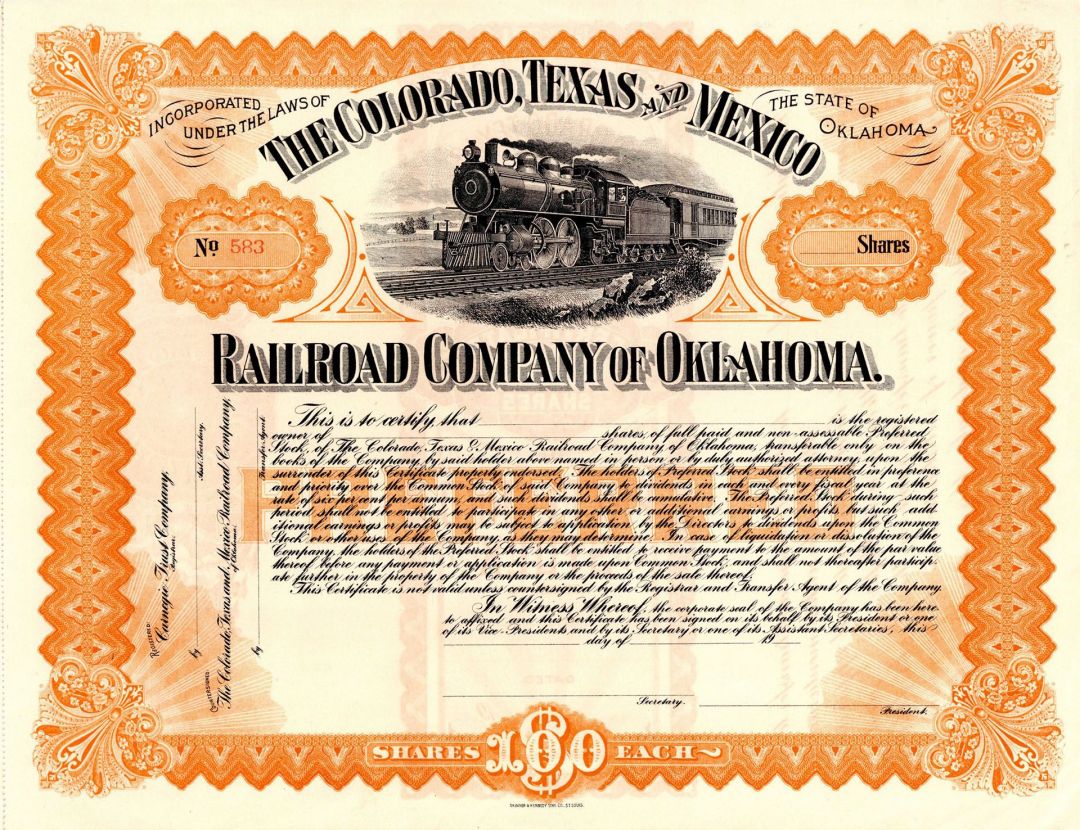 INCORPORATED UNDER THE LAWS OF
THE STATE OF OKLAHOMA
THE COLORADO, TEXAS AND MEXICO
No 583
Shares
RAILROAD COMPANY OF OKLAHOMA.
This is to certify, that is the registered
owner of shares, of full paid and non-assessable Preferred
Stock, of The Colorado, Texas & Mexico Railroad Company, of Oklahoma, transferable only on the
books of the Company, by said holder above named in person or by duly authorized attorney upon the
surrender of this Certificate properly endorsed. The holders of Preferred Stock shall be entitled in preference
and priority over the Common Stock of said Company to dividends in each and every fiscal year at the
rate of six per cent per annum, and such dividends shall be cumulative. The Preferred Stock during such
period shall not be entitled to participate in any other or additional earnings or profits but such add-
itional earnings or profits may be subject to application by the Directors to dividends upon the Common
Stock or other uses of the Company as they may determine. In case of liquidation or dissolution of the
Company, the holders of the Preferred Stock shall be entitled to receive payment to the amount of the par value
thereof before any payment or application is made upon Common Stock, and shall not thereafter particip-
ate further in the property of the Company or the proceeds of the sale thereof.
This Certificate is not valid unless countersigned by the Registrar and Transfer Agent of the Company.
In Witness Whereof, the corporate seal of the Company has been here-
to affixed and this Certificate has been signed on its behalf by its President or one
of its Vice-Presidents, and by its Secretary or one of its Assistant Secretaries, this
day of 19
Secretary.
President.
REGISTERED:
Carnegie Trust Company,
Registrar.
by Asst. Secretary.
COUNTERSIGNED:
The Colorado, Texas and Mexico Railroad Company,
of Oklahoma.
by Transfer Agent
SHARES $100 EACH